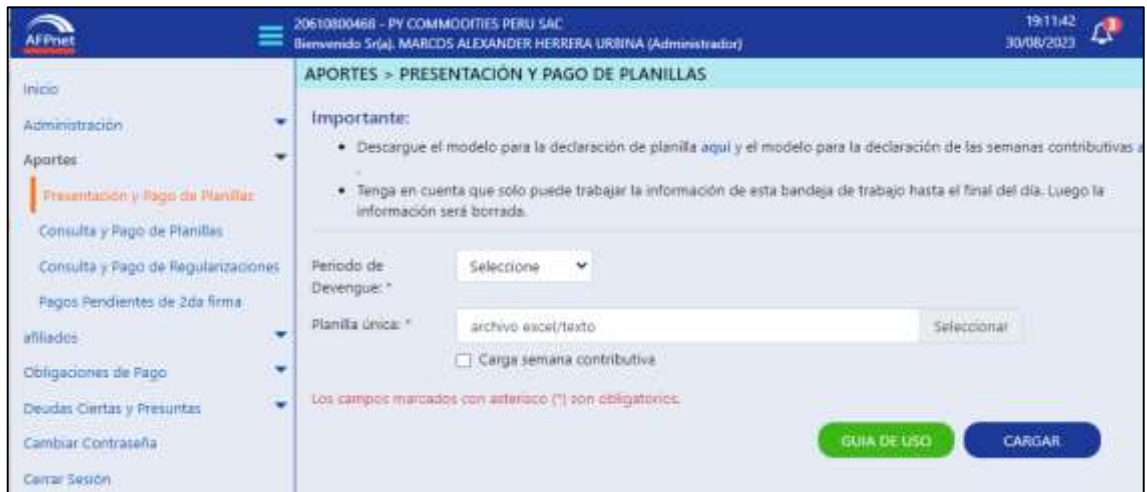 AFPnet
20610800468 - PY COMMODITIES PERU SAC
Bienvenido Sr(a). MARCOS ALEXANDER HERRERA URBINA (Administrador)
19:11:42
30/08/2023
3
APORTES > PRESENTACIÓN Y PAGO DE PLANILLAS
Inicio
Administración
Aportes
Presentación y Pago de Planillas
Consulta y Pago de Planillas
Consulta y Pago de Regularizaciones
Pagos Pendientes de 2da firma
afiliados
Obligaciones de Pago
Deudas Ciertas y Presuntas
Cambiar Contraseña
Cerrar Sesión
Importante:
• Descargue el modelo para la declaración de planilla aquí y el modelo para la declaración de las semanas contributivas a
.
• Tenga en cuenta que solo puede trabajar la información de esta bandeja de trabajo hasta el final del día. Luego la
información será borrada.
Periodo de
Devengue: *
Seleccione
Planilla única: *
archivo excel/texto
Seleccionar
Carga semana contributiva
Los campos marcados con asterisco (*) son obligatorios.
GUIA DE USO
CARGAR